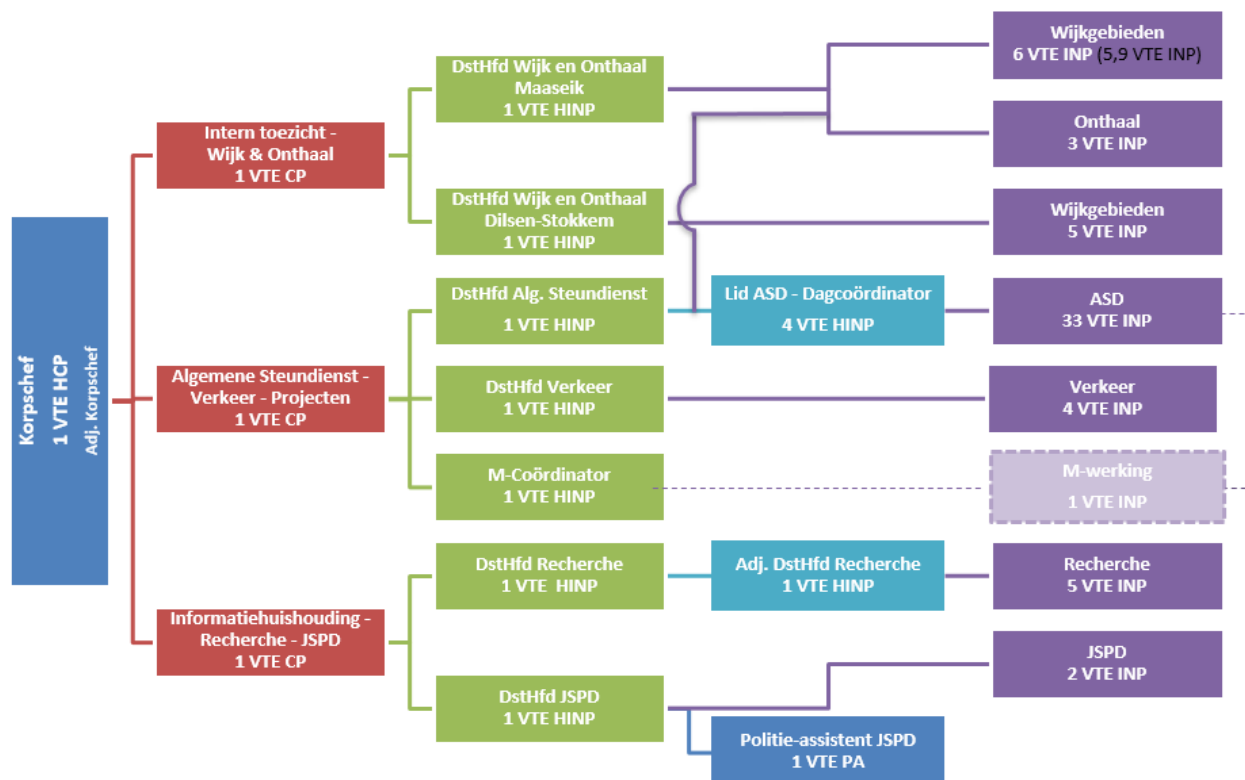 Korpschef
1 VTE HCP
Adj. Korpschef
Intern toezicht -
Wijk & Onthaal
1 VTE CP
Algemene Steundienst -
Verkeer - Projecten
1 VTE CP
Informatiehuishouding -
Recherche - JSPD
1 VTE CP
DstHfd Wijk en Onthaal
Maaseik
1 VTE HINP
DstHfd Wijk en Onthaal
Dilsen-Stokkem
1 VTE HINP
DstHfd Alg. Steundienst
1 VTE HINP
DstHfd Verkeer
1 VTE HINP
M-Coördinator
1 VTE HINP
DstHfd Recherche
1 VTE HINP
DstHfd JSPD
1 VTE HINP
Lid ASD - Dagcoördinator
4 VTE HINP
Adj. DstHfd Recherche
1 VTE HINP
Politie-assistent JSPD
1 VTE PA
Wijkgebieden
6 VTE INP (5,9 VTE INP)
Onthaal
3 VTE INP
Wijkgebieden
5 VTE INP
ASD
33 VTE INP
Verkeer
4 VTE INP
M-werking
1 VTE INP
Recherche
5 VTE INP
JSPD
2 VTE INP